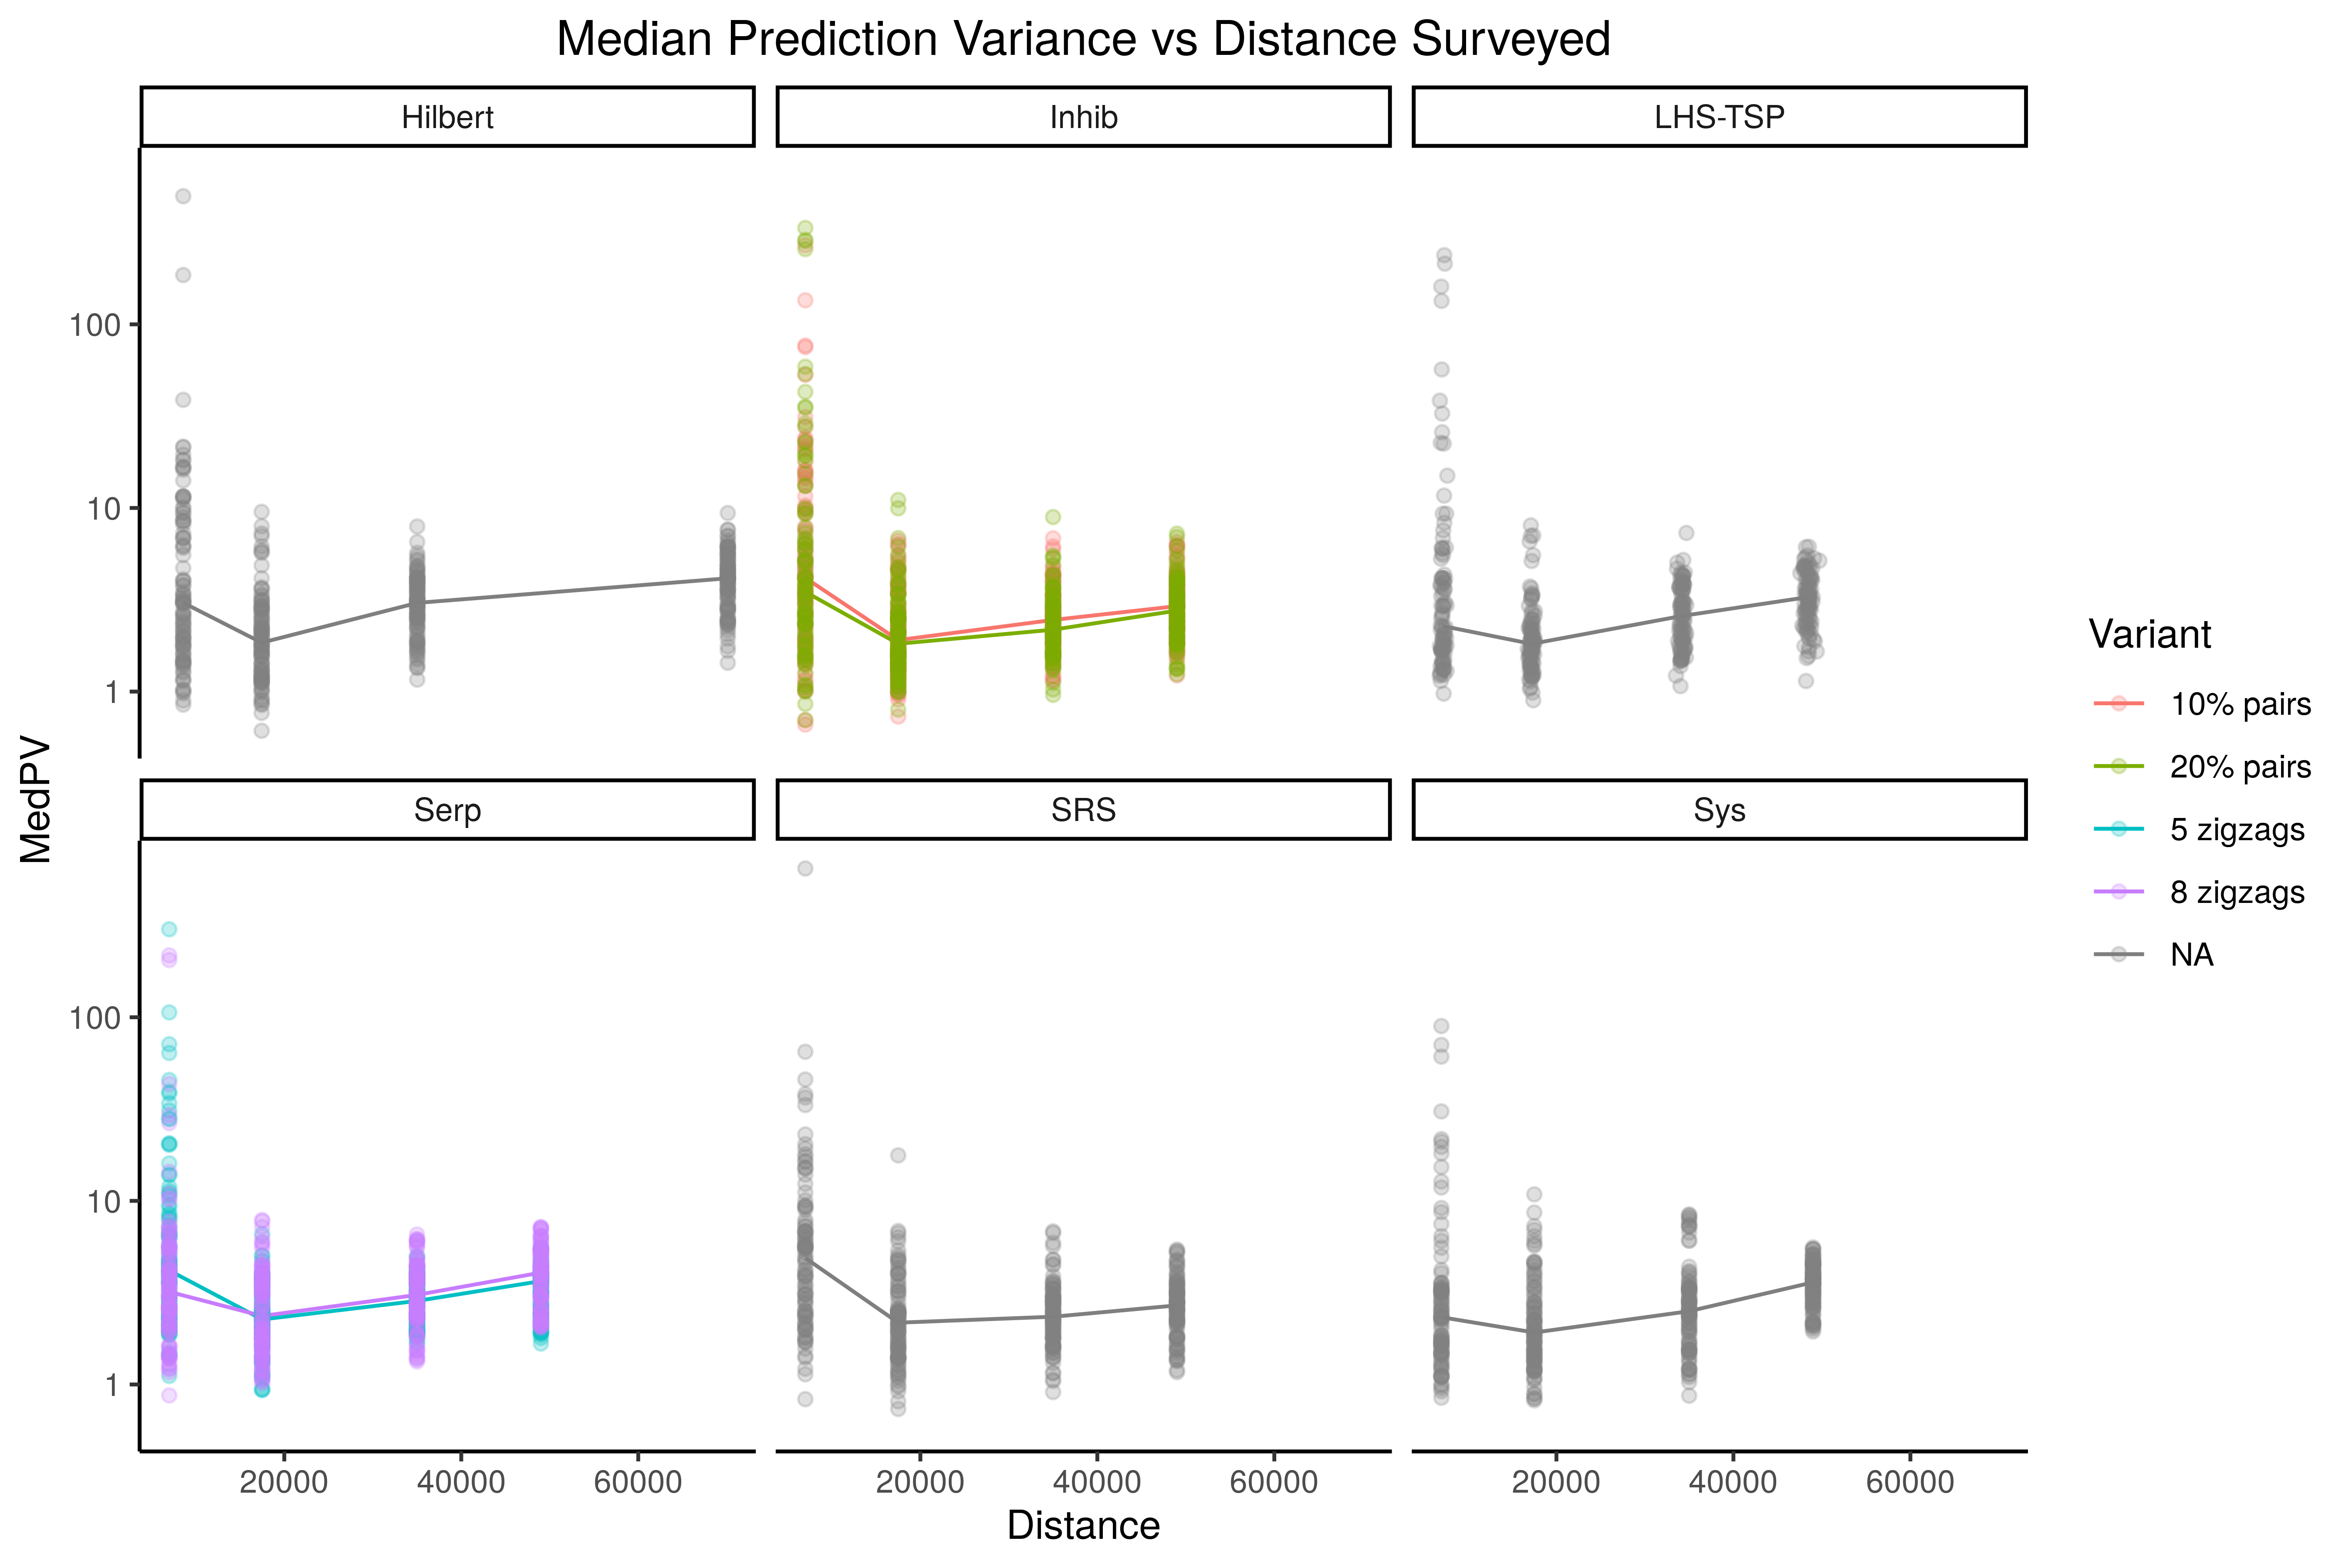 Median Prediction Variance vs Distance Surveyed
Hilbert
Inhib
LHS-TSP
100
10
1
Serp
SRS
Sys
100
10
1
20000
40000
60000
20000
40000
60000
20000
40000
60000
MedPV
Distance
Variant
10% pairs
20% pairs
5 zigzags
8 zigzags
NA